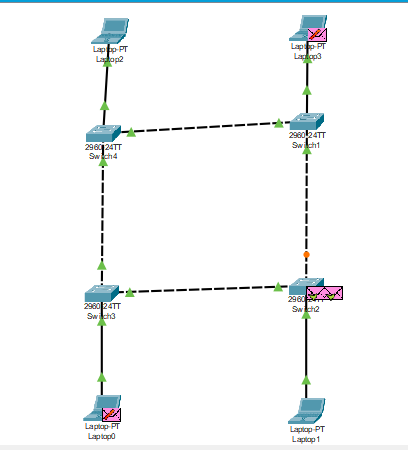 Laptop-PT
Laptop2
Laptop-PT
Laptop3
2960-24TT
Switch4
2960-24TT
Switch1
2960-24TT
Switch3
2960-24TT
Switch2
Laptop-PT
Laptop0
Laptop-PT
Laptop1